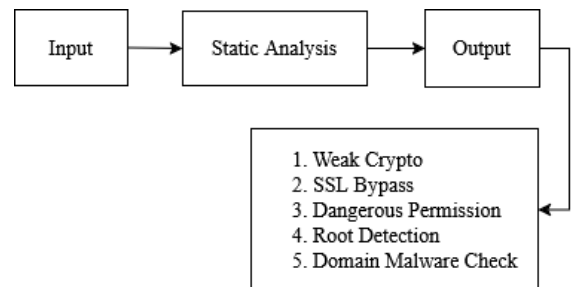 Input
Static Analysis
Output
1. Weak Crypto
2. SSL Bypass
3. Dangerous Permission
4. Root Detection
5. Domain Malware Check